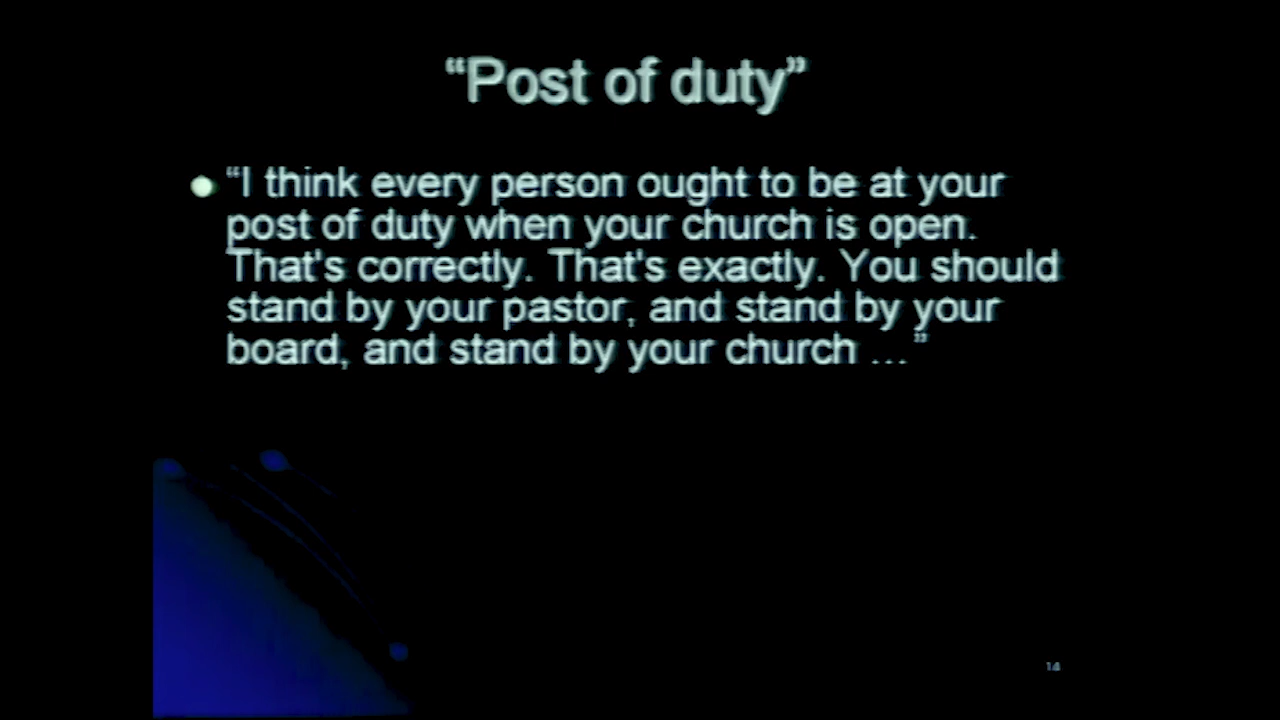 “Post of duty”
“I think every person ought to be at your
post of duty when your church is open.
That's correctly. That's exactly. You should
stand by your pastor, and stand by your
board, and stand by your church …”
14